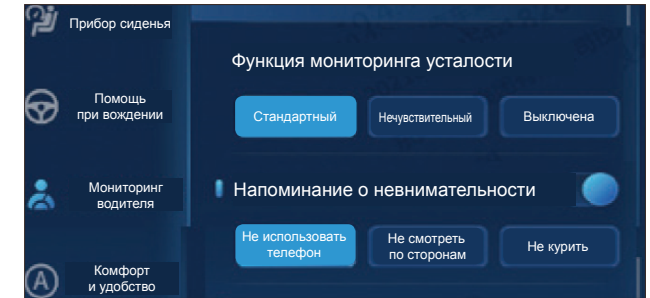 Прибор сиденья
Помощь
при вождении
Мониторинг
водителя
A
Комфорт
и удобство
Функция мониторинга усталости
Стандартный
Нечувствительный
Выключена
Напоминание о невнимательности
Не использовать
телефон
Не смотреть
по сторонам
Не курить